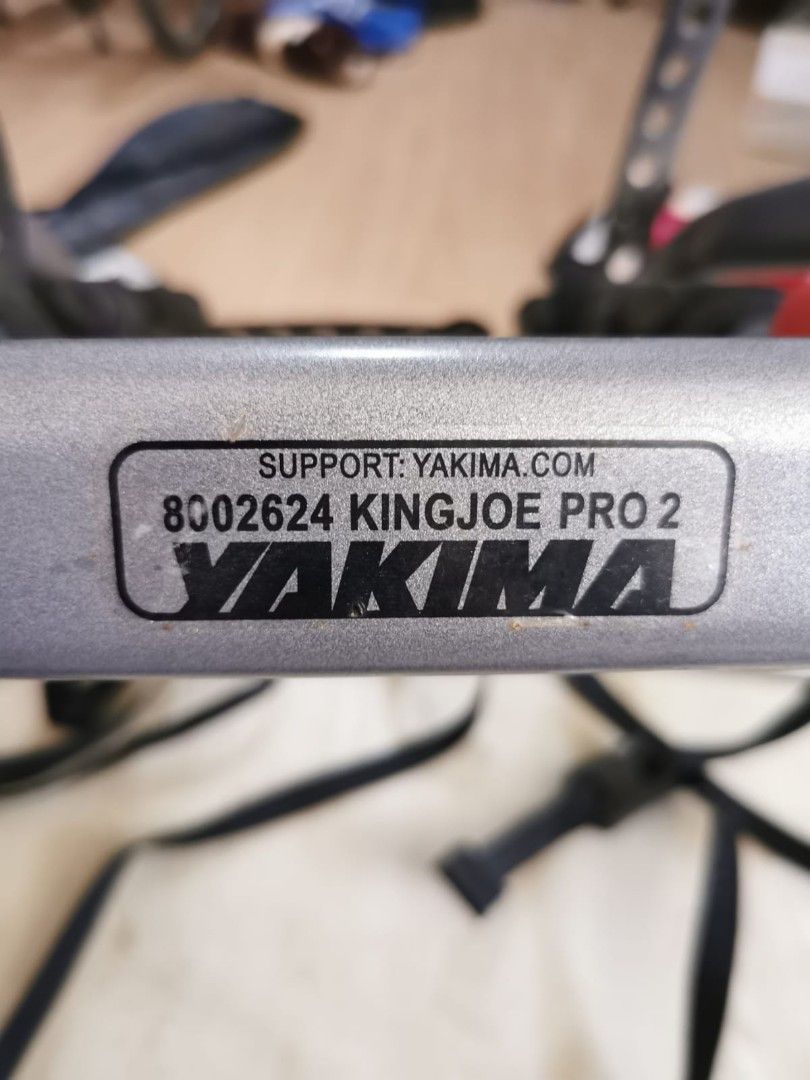 SUPPORT: YAKIMA.COM
8002624 KINGJOE PRO 2
YAKIMA